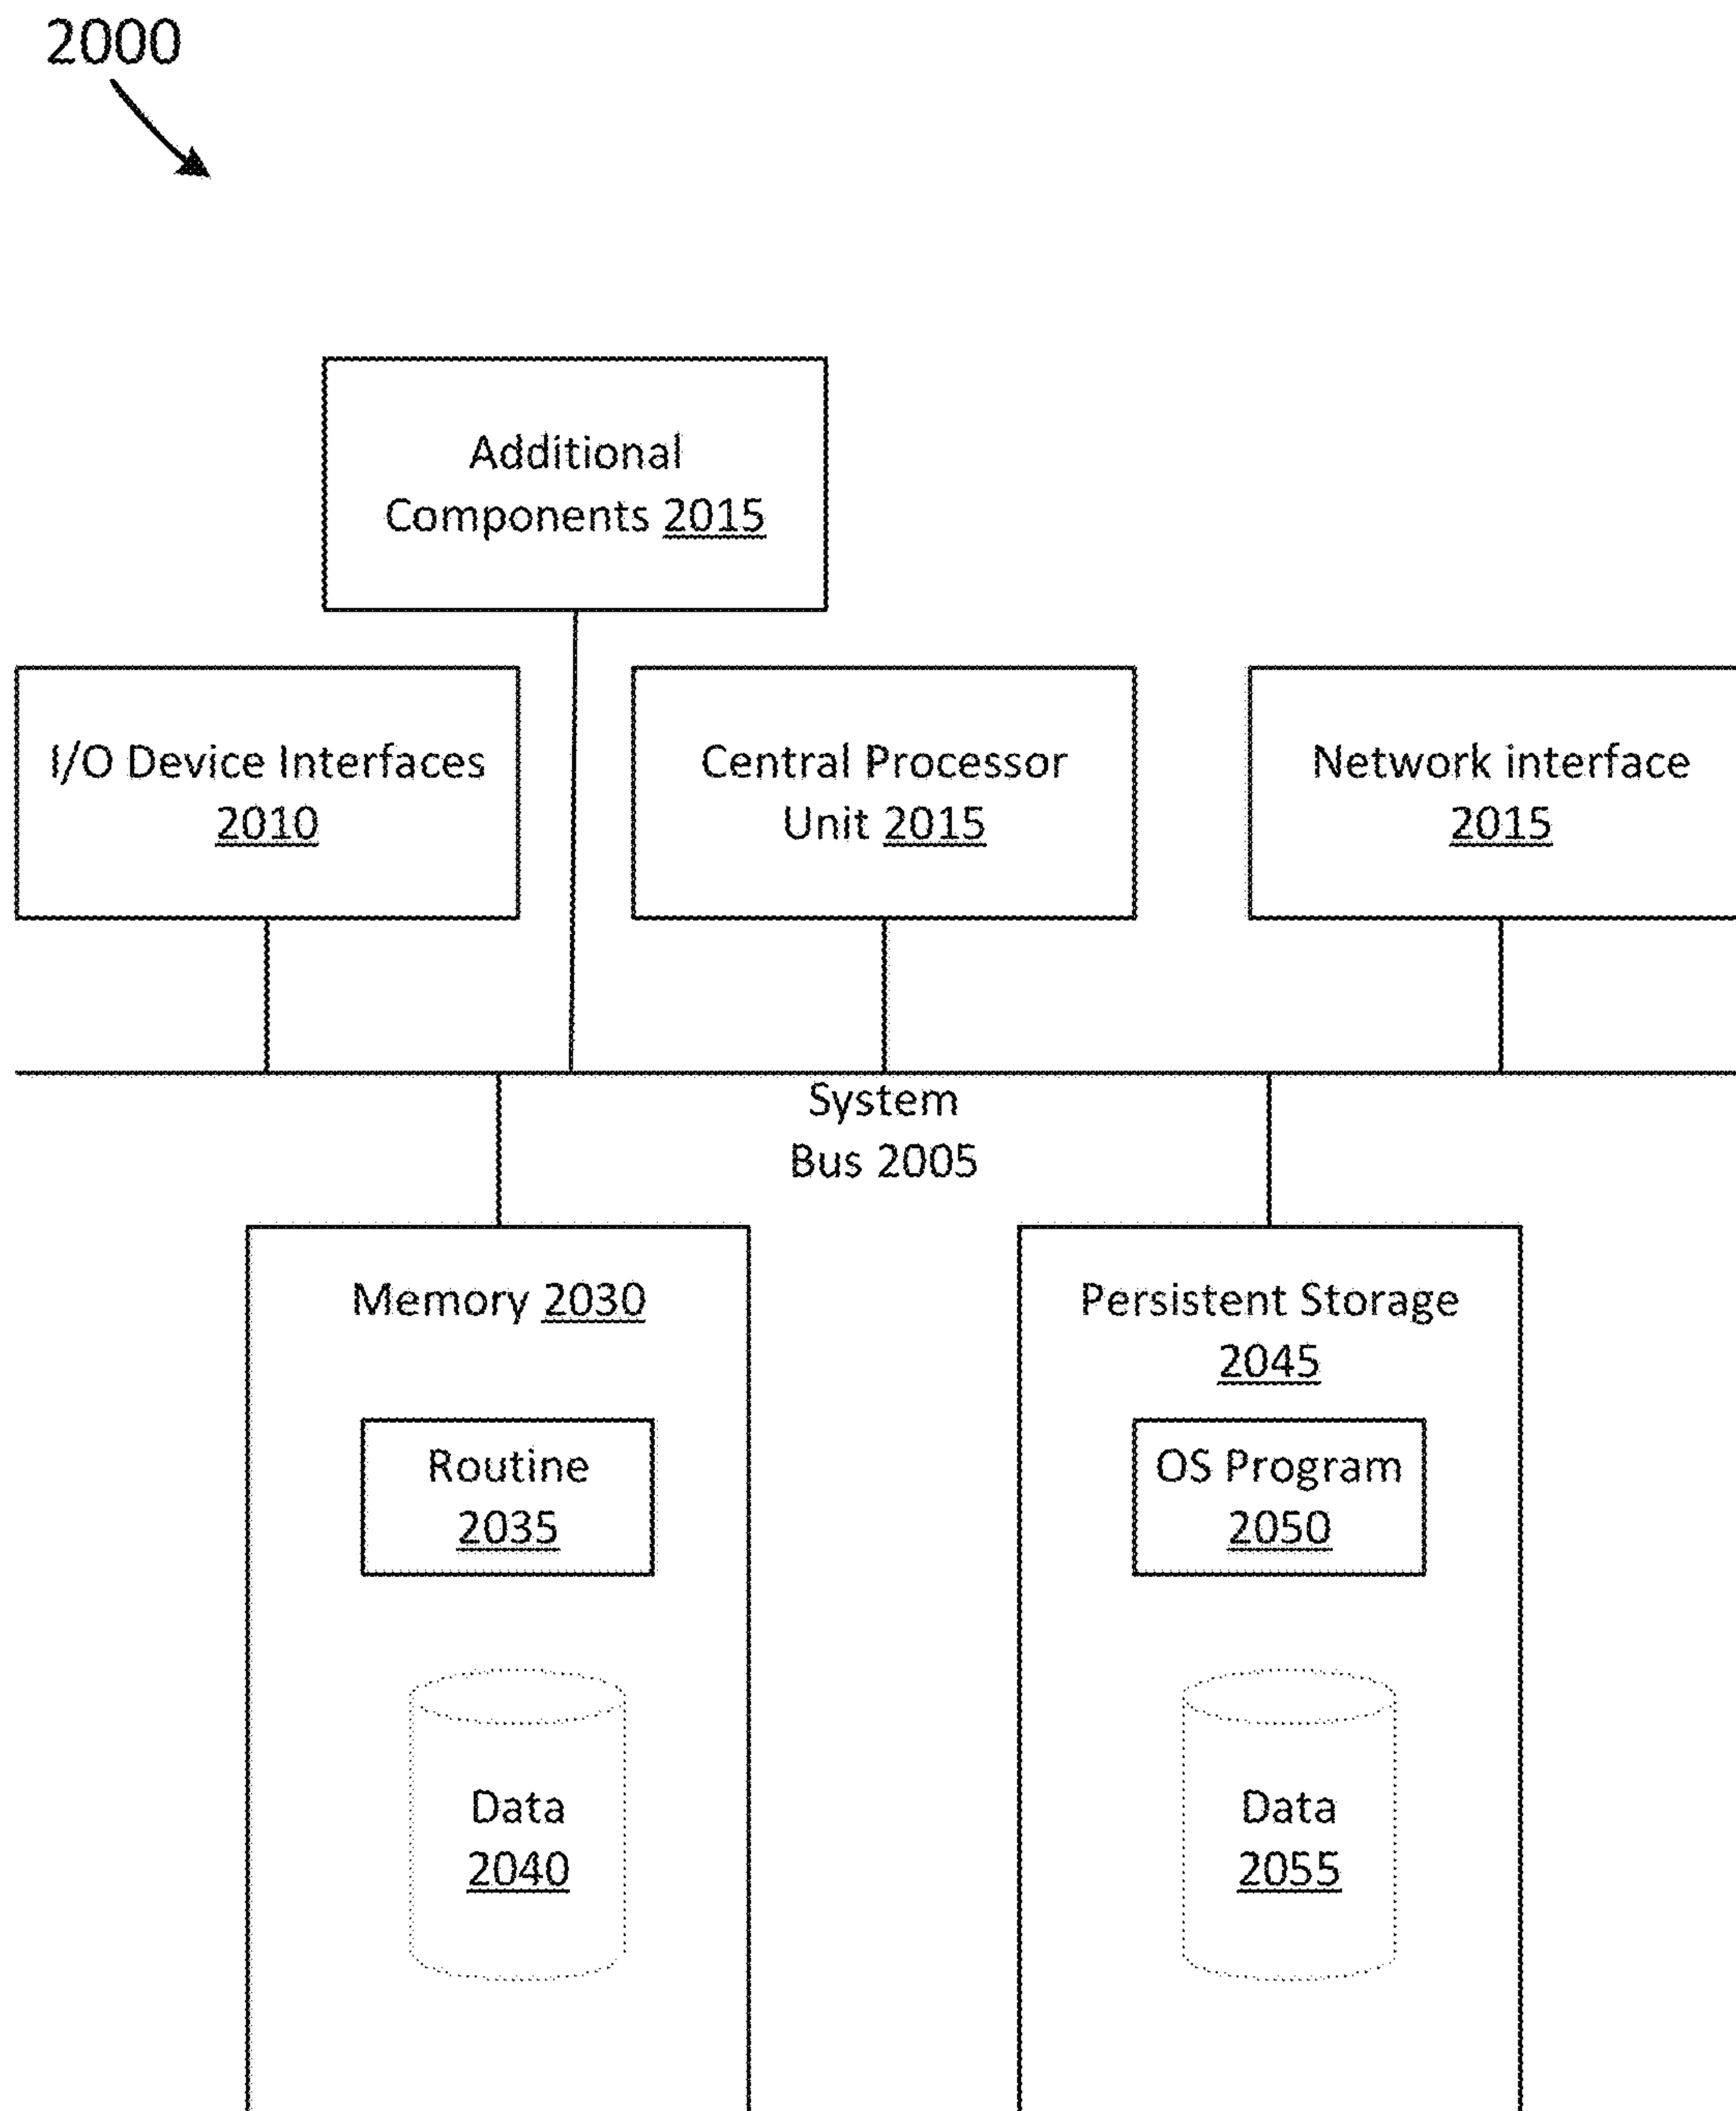 2000
Additional
Components 2015
I/O Device Interfaces
2010
Central Processor
Unit 2015
Network interface
2015
System
Bus 2005
Memory 2030
Routine
2035
Data
2040
Persistent Storage
2045
OS Program
2050
Data
2055